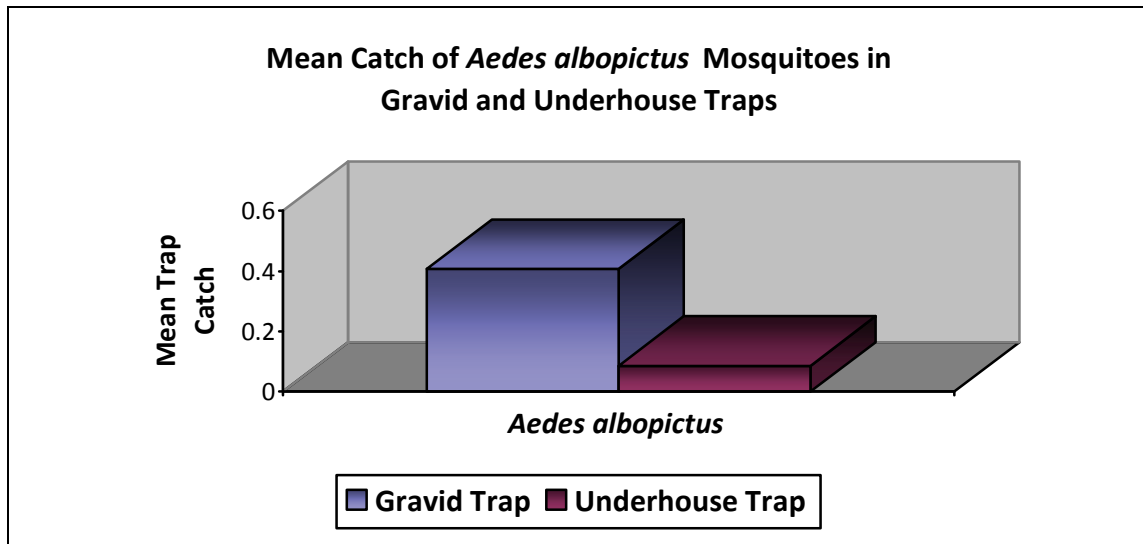 Mean Catch of Aedes albopictus Mosquitoes in
Gravid and Underhouse Traps
Mean Trap
Catch
0.6
0.4
0.2
0
Aedes albopictus
Gravid Trap Underhouse Trap